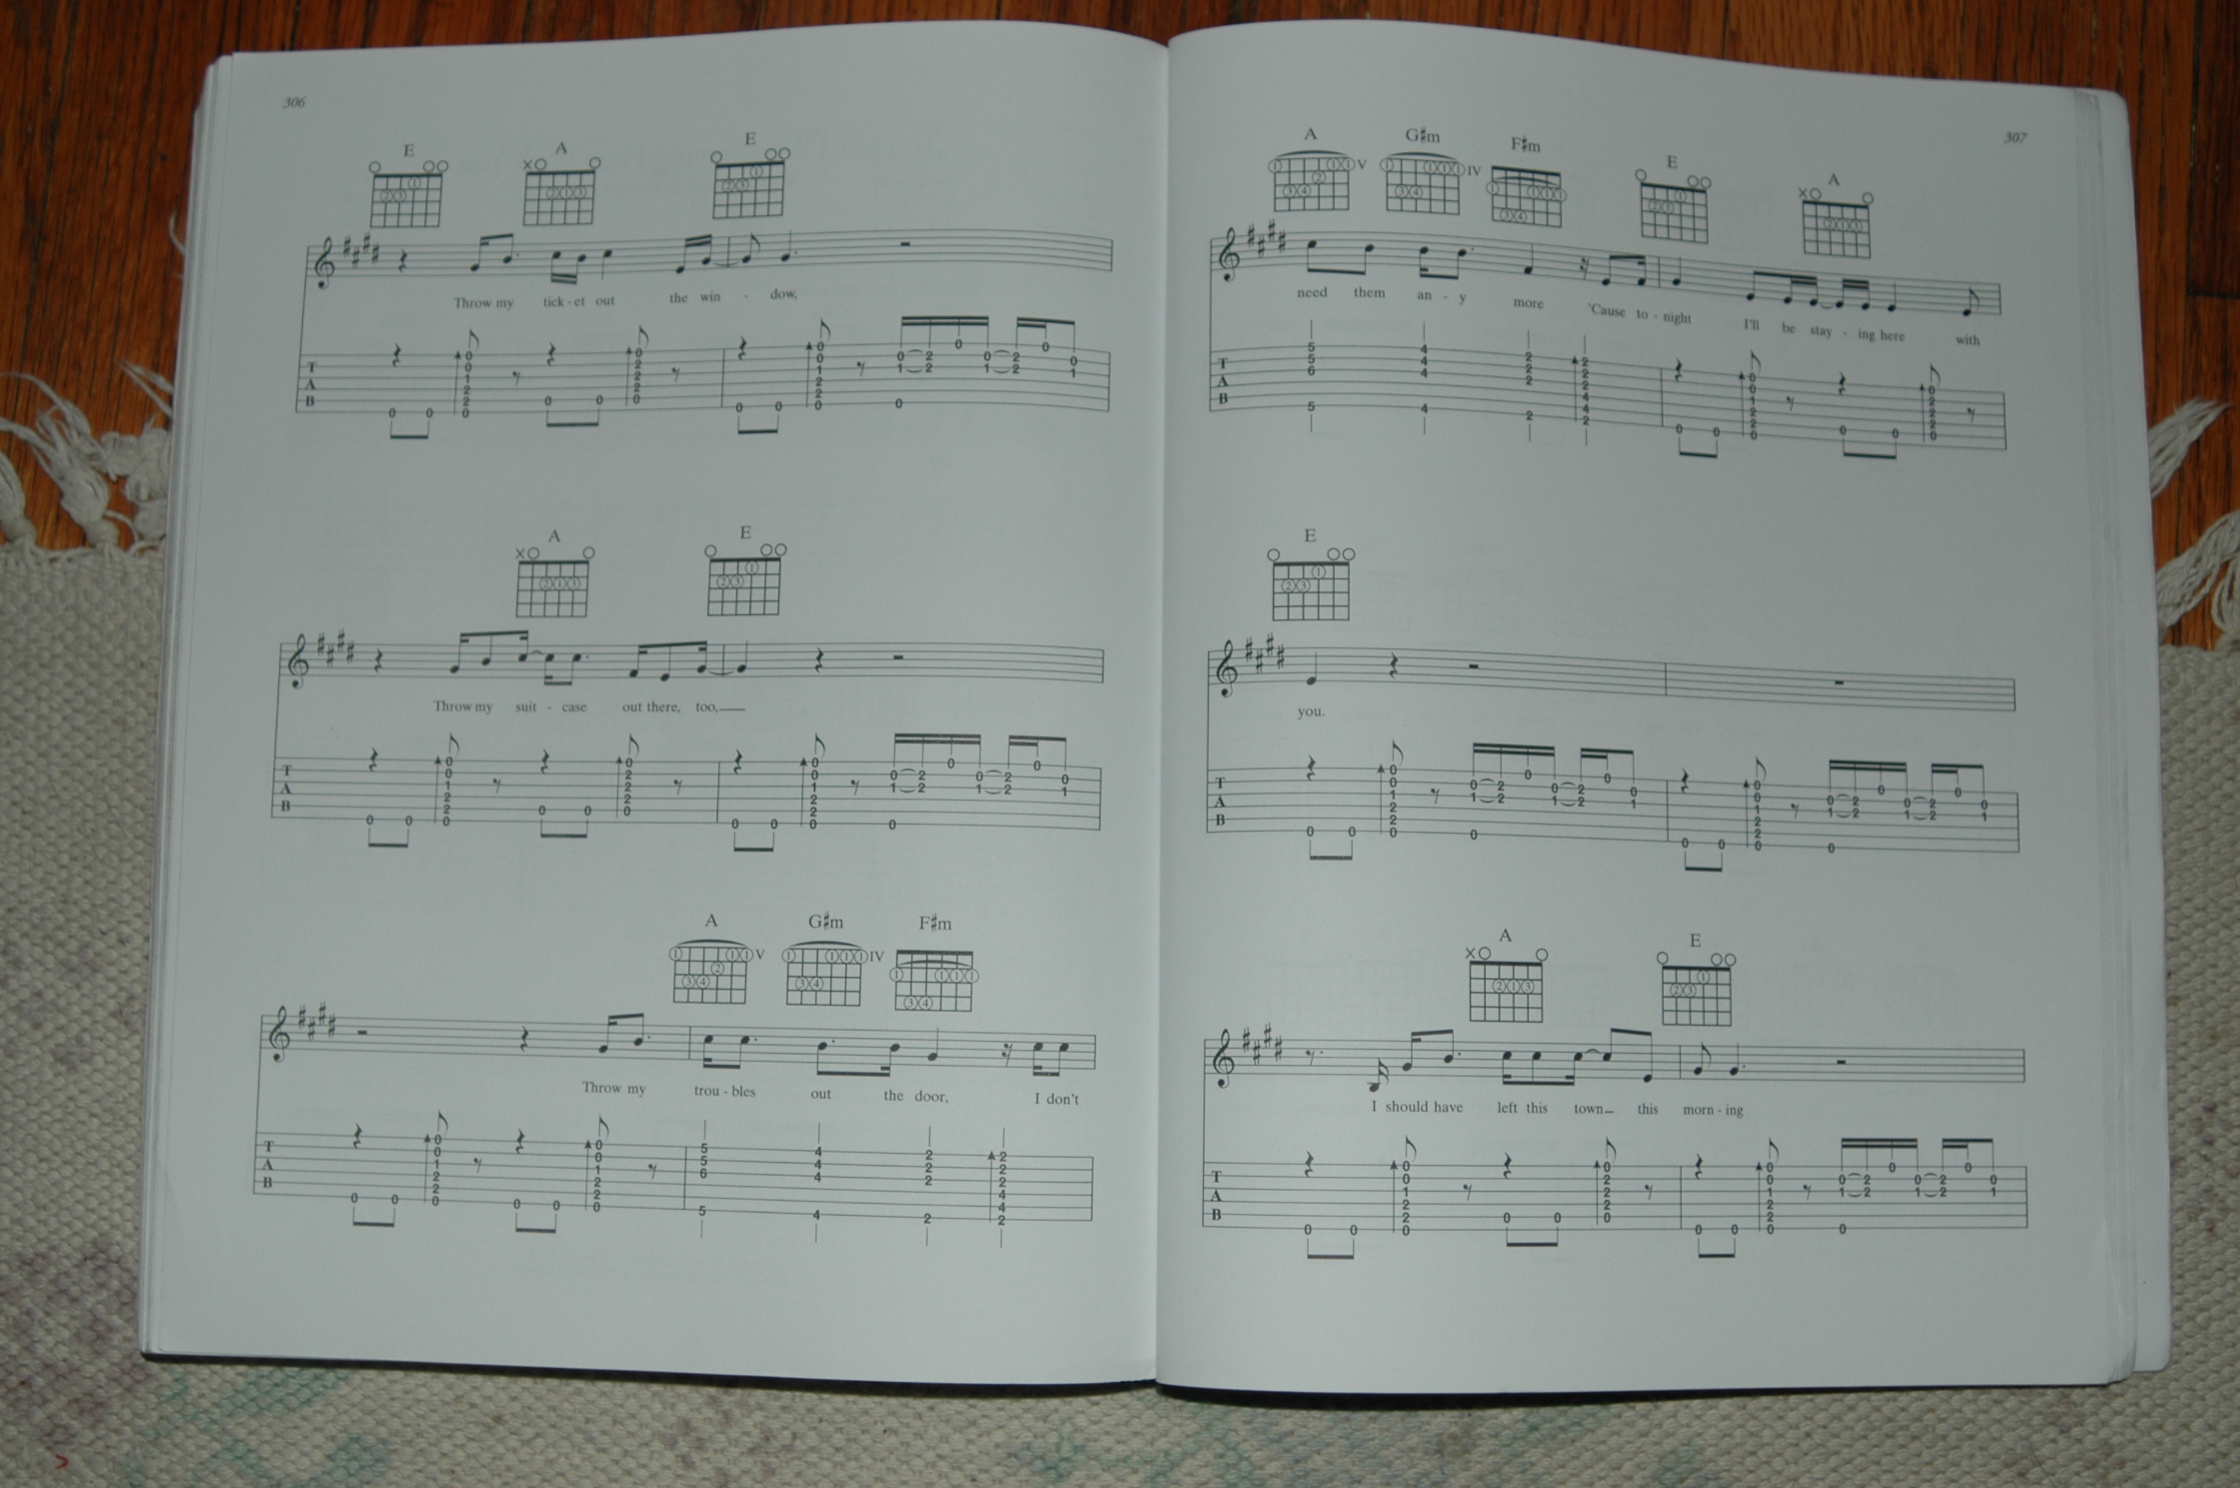 306
E A E
Throw my tick - et out the win - dow,
T
A
B
A E
Throw my suit - case out there, too,
T
A
B
A G♯m F♯m
V IV
Throw my trou - bles out the door, I don't
T
A
B
307
A G♯m F♯m E A
V IV
need them an - y more 'Cause to - night I'll be stay - ing here with
T
A
B
E
you.
T
A
B
A E
I should have left this town this morn - ing
T
A
B